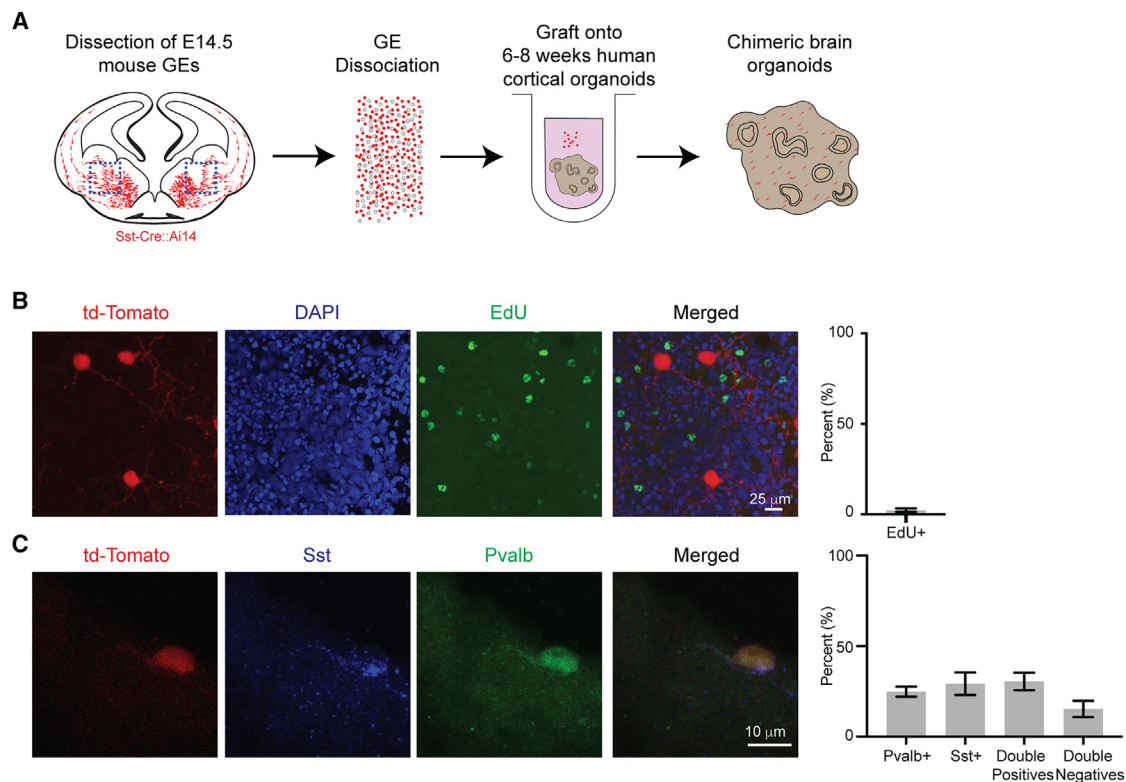 A
Dissection of E14.5
mouse GEs
GE
Dissociation
Graft onto
6-8 weeks human
cortical organoids
Chimeric brain
organoids
Sst-Cre::Ai14
B
td-Tomato
DAPI
EdU
Merged
25 μm
Percent (%)
100
50
0
EdU+
C
td-Tomato
Sst
Pvalb
Merged
10 μm
Percent (%)
100
50
0
Pvalb+
Sst+
Double
Positives
Double
Negatives